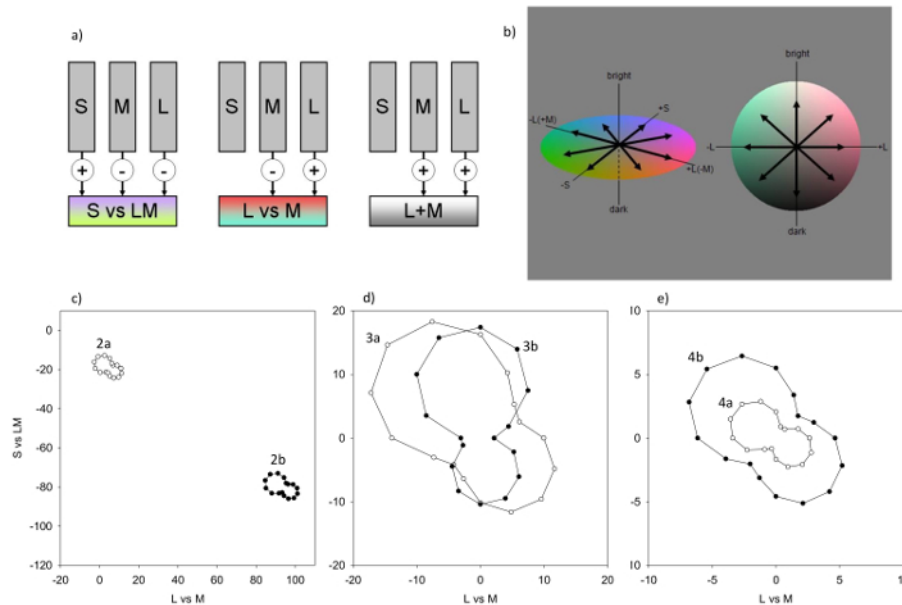 a)
S M L
+ - -
S vs LM
S M L
- +
L vs M
S M L
+ +
L+M
b)
bright
-L(+M)
+S
-S
+L(-M)
dark
bright
-L
+L
dark
c)
2a
2b
0
-20
-40
-60
-80
-100
-120
S vs LM
-20 0 20 40 60 80 100
L vs M
d)
3a
3b
20
10
0
-10
-20
-20 -10 0 10 20
L vs M
e)
4b
4a
10
5
0
-5
10
-10 -5 0 5 10
L vs M